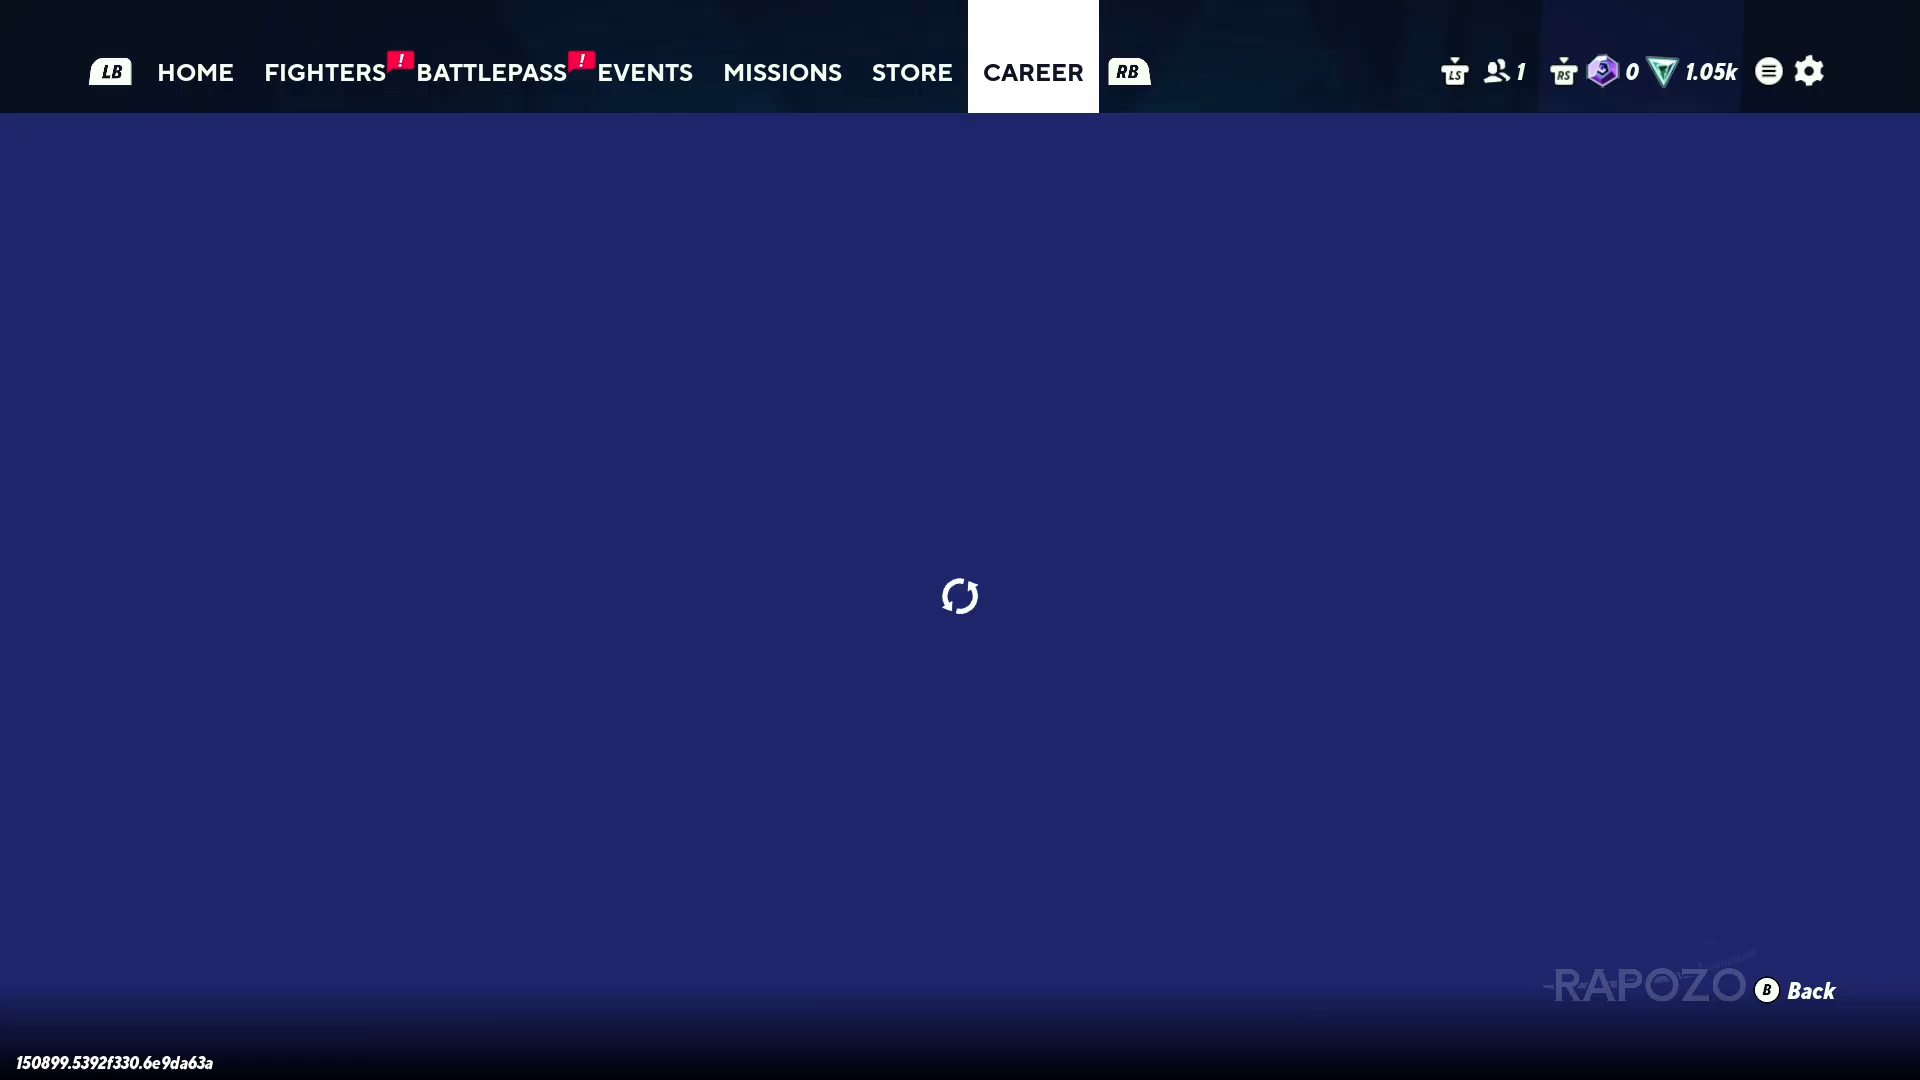 LB HOME FIGHTERS ! BATTLEPASS ! EVENTS MISSIONS STORE CAREER RB LS 1 RS 0 1.05k
RAPOZO B Back
150899.5392f330.6e9da63a